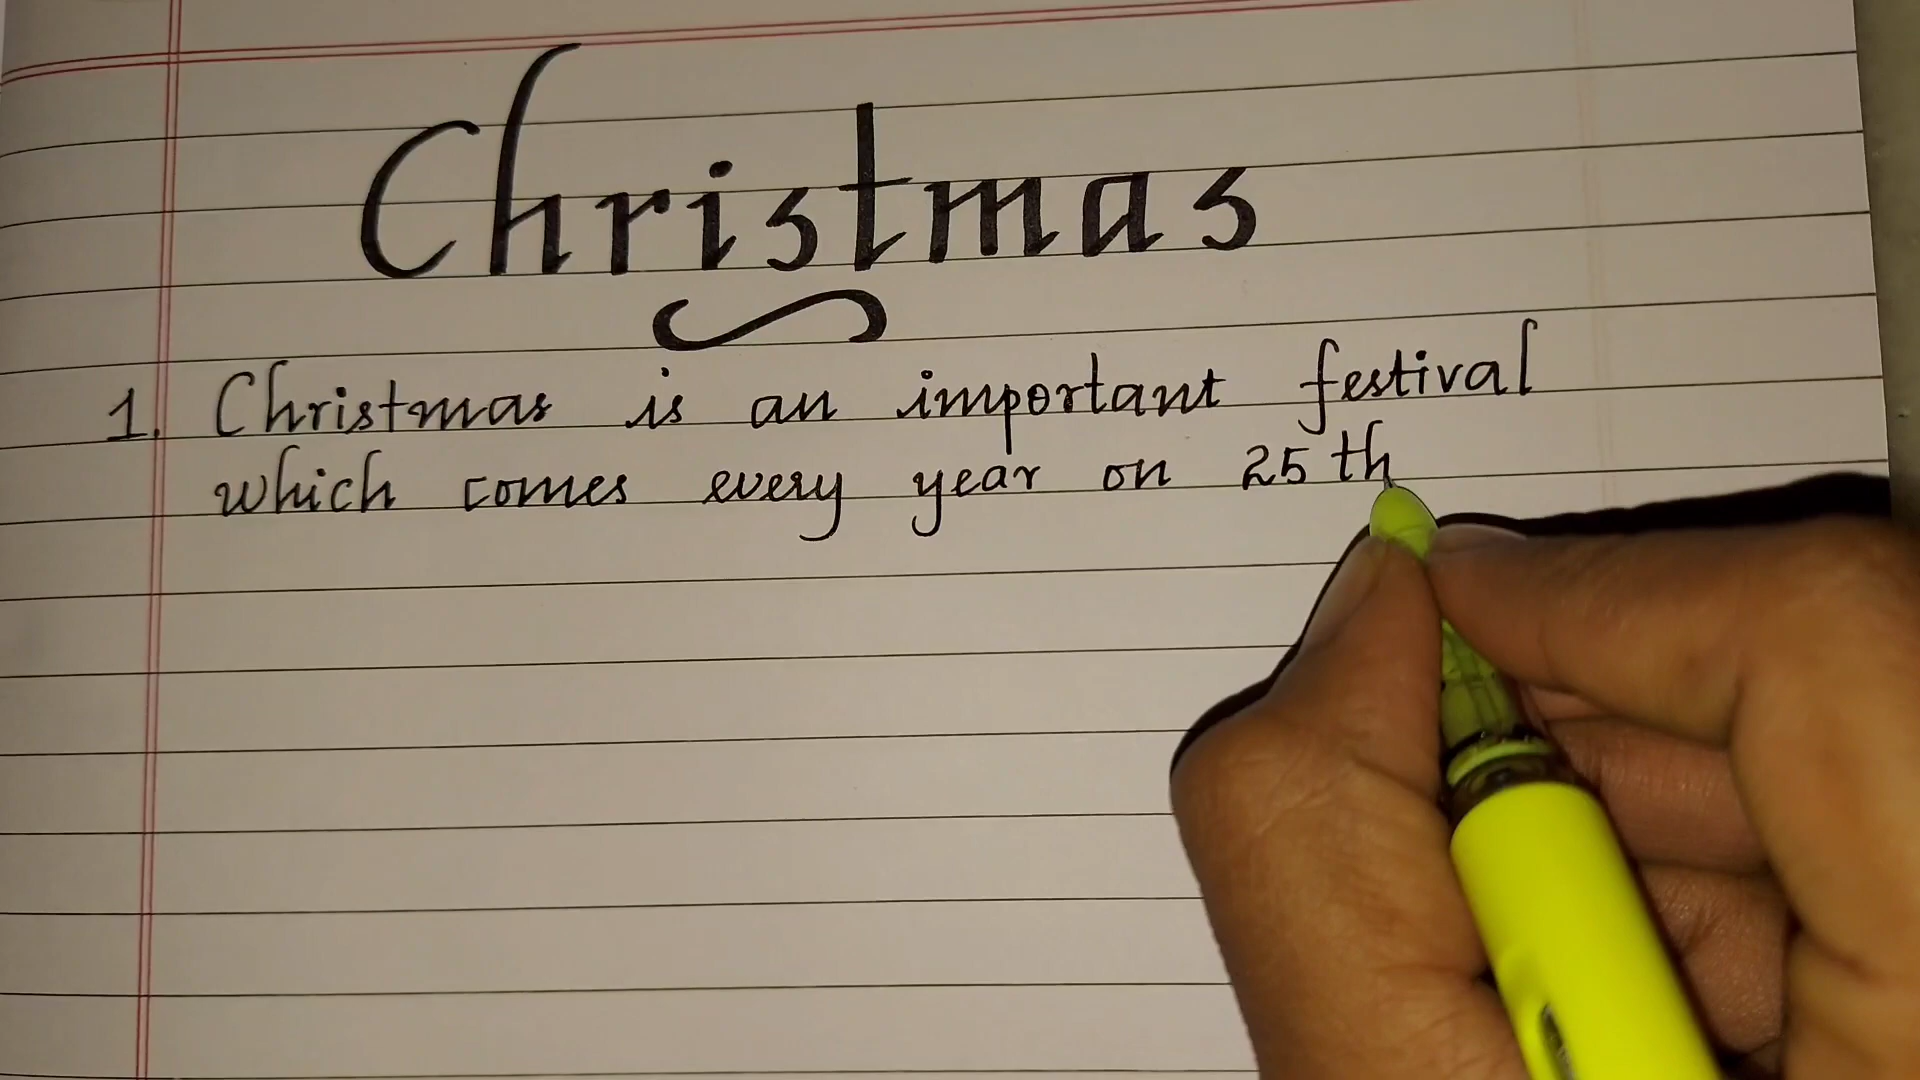 Christmas
1. Christmas is an important festival
which comes every year on 25th